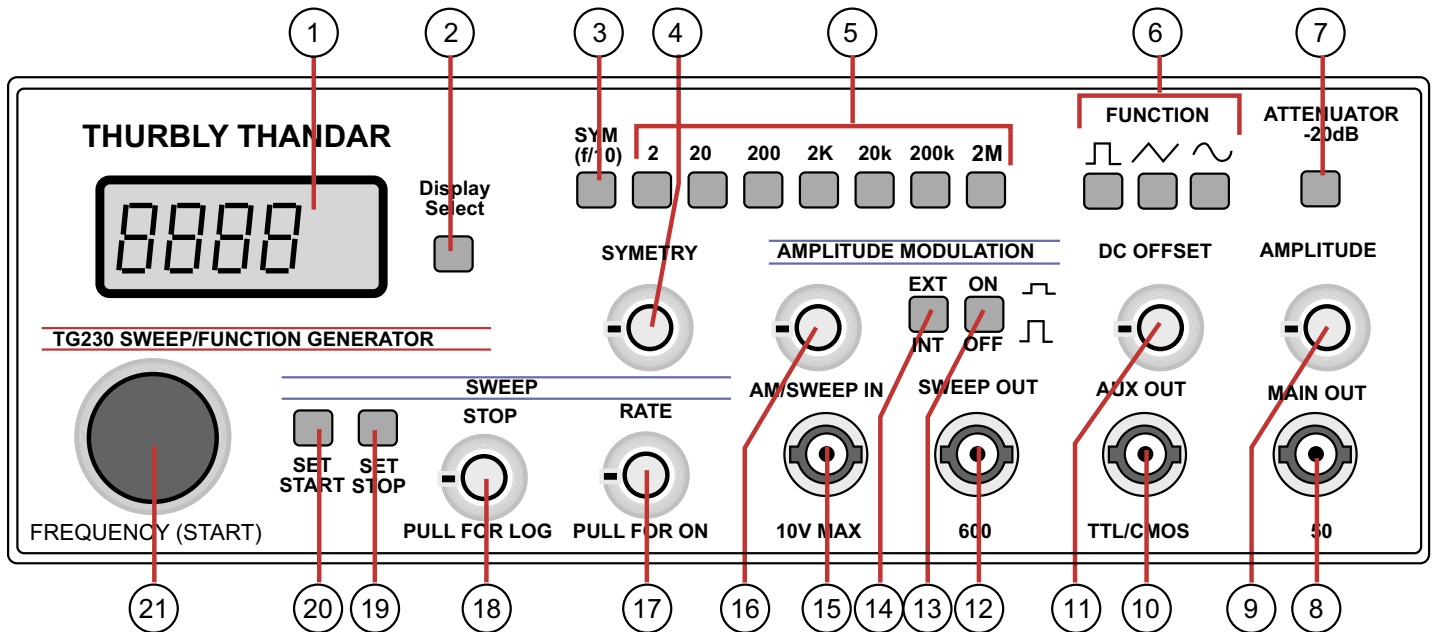 1 2 3 4 5 6 7
THURBLY THANDAR
8888
Display
Select
SYM
(f/10)
2 20 200 2K 20k 200k 2M
FUNCTION
ATTENUATOR
-20dB
SYMETRY
AMPLITUDE MODULATION
DC OFFSET
AMPLITUDE
EXT ON
INT OFF
TG230 SWEEP/FUNCTION GENERATOR
SWEEP
STOP
RATE
AM/SWEEP IN
SWEEP OUT
AUX OUT
MAIN OUT
SET
START
SET
STOP
FREQUENCY (START)
PULL FOR LOG
PULL FOR ON
10V MAX
600
TTL/CMOS
50
21 20 19 18 17 16 15 14 13 12 11 10 9 8